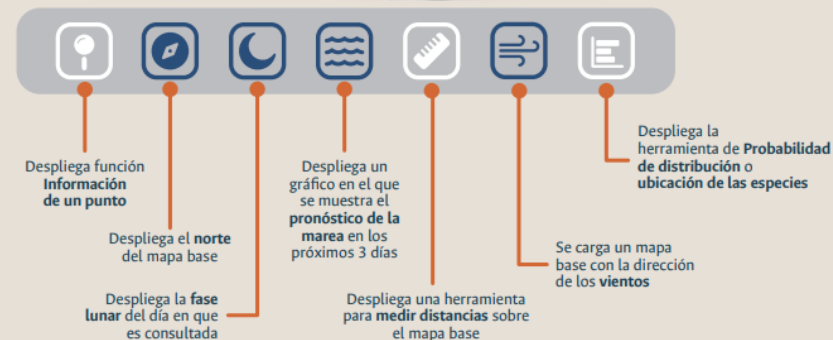 Despliega función
Información
de un punto
Despliega el norte
del mapa base
Despliega la fase
lunar del día en que
es consultada
Despliega un
gráfico en el que
se muestra el
pronóstico de la
marea en los
próximos 3 días
Despliega una herramienta
para medir distancias sobre
el mapa base
Se carga un mapa
base con la dirección
de los vientos
Despliega la
herramienta de Probabilidad
de distribución o
ubicación de las especies